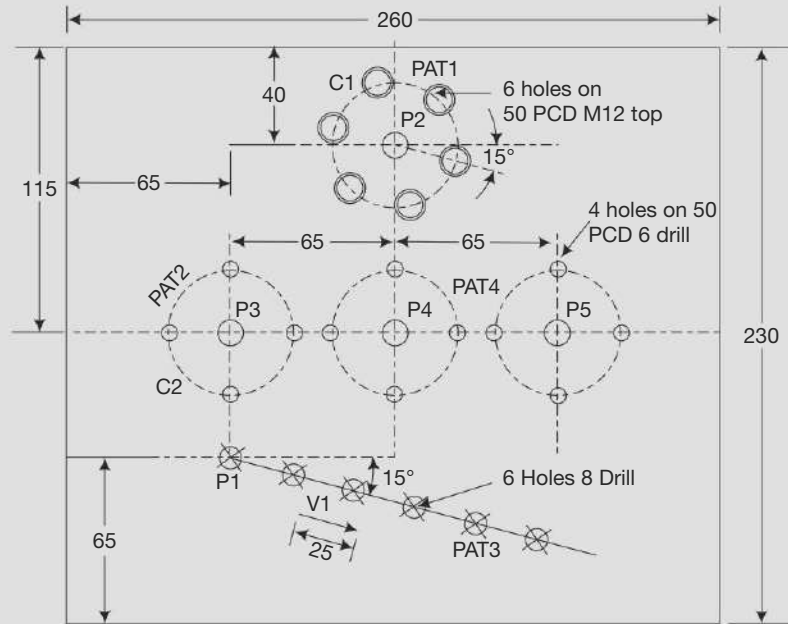 260
C1
PAT1
6 holes on
50 PCD M12 top
40
P2
15°
115
65
4 holes on 50
PCD 6 drill
65
65
PAT2
PAT4
P3
P4
P5
230
C2
P1
15°
6 Holes 8 Drill
V1
65
25
PAT3